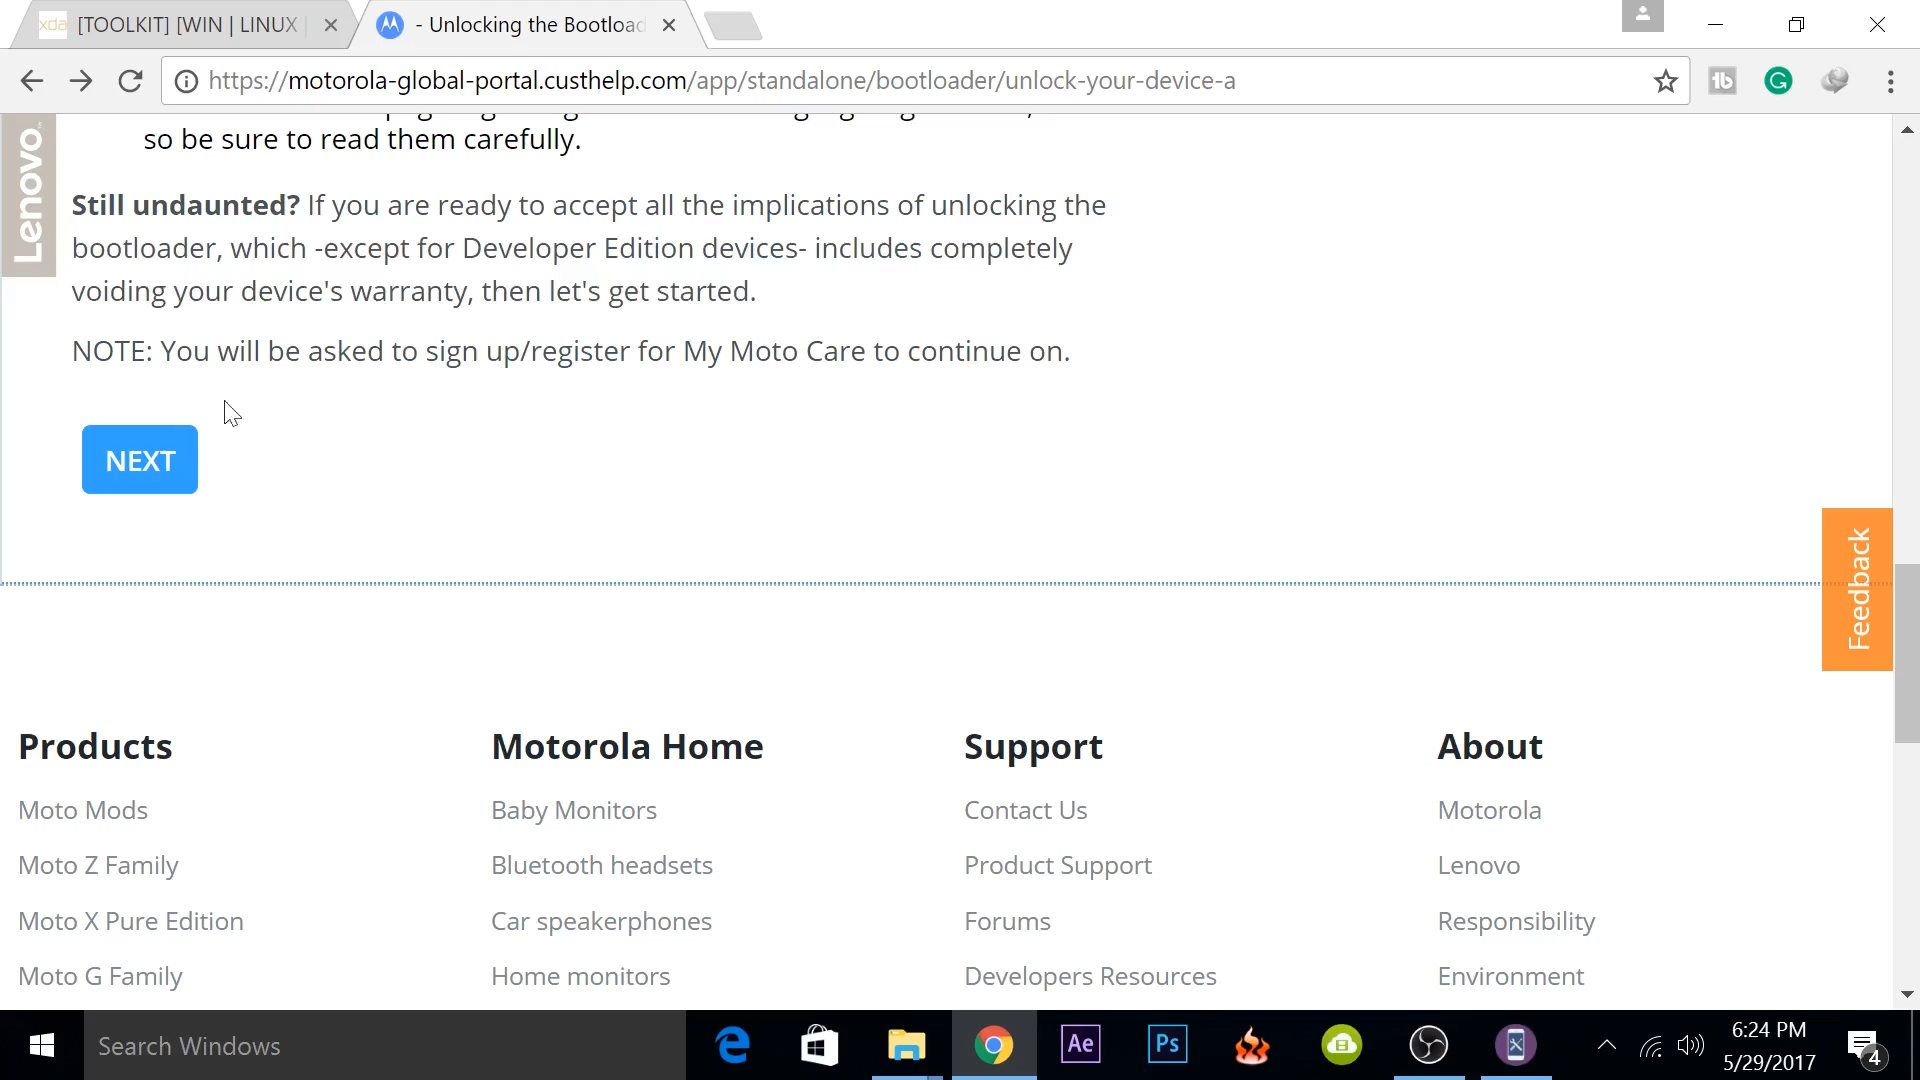 [TOOLKIT] [WIN | LINUX
- Unlocking the Bootload
https://motorola-global-portal.custhelp.com/app/standalone/bootloader/unlock-your-device-a
Lenovo
so be sure to read them carefully.
Still undaunted? If you are ready to accept all the implications of unlocking the
bootloader, which -except for Developer Edition devices- includes completely
voiding your device's warranty, then let's get started.
NOTE: You will be asked to sign up/register for My Moto Care to continue on.
NEXT
Feedback
Products
Motorola Home
Support
About
Moto Mods
Baby Monitors
Contact Us
Motorola
Moto Z Family
Bluetooth headsets
Product Support
Lenovo
Moto X Pure Edition
Car speakerphones
Forums
Responsibility
Moto G Family
Home monitors
Developers Resources
Environment
Search Windows
Ae
Ps
6:24 PM
5/29/2017
4